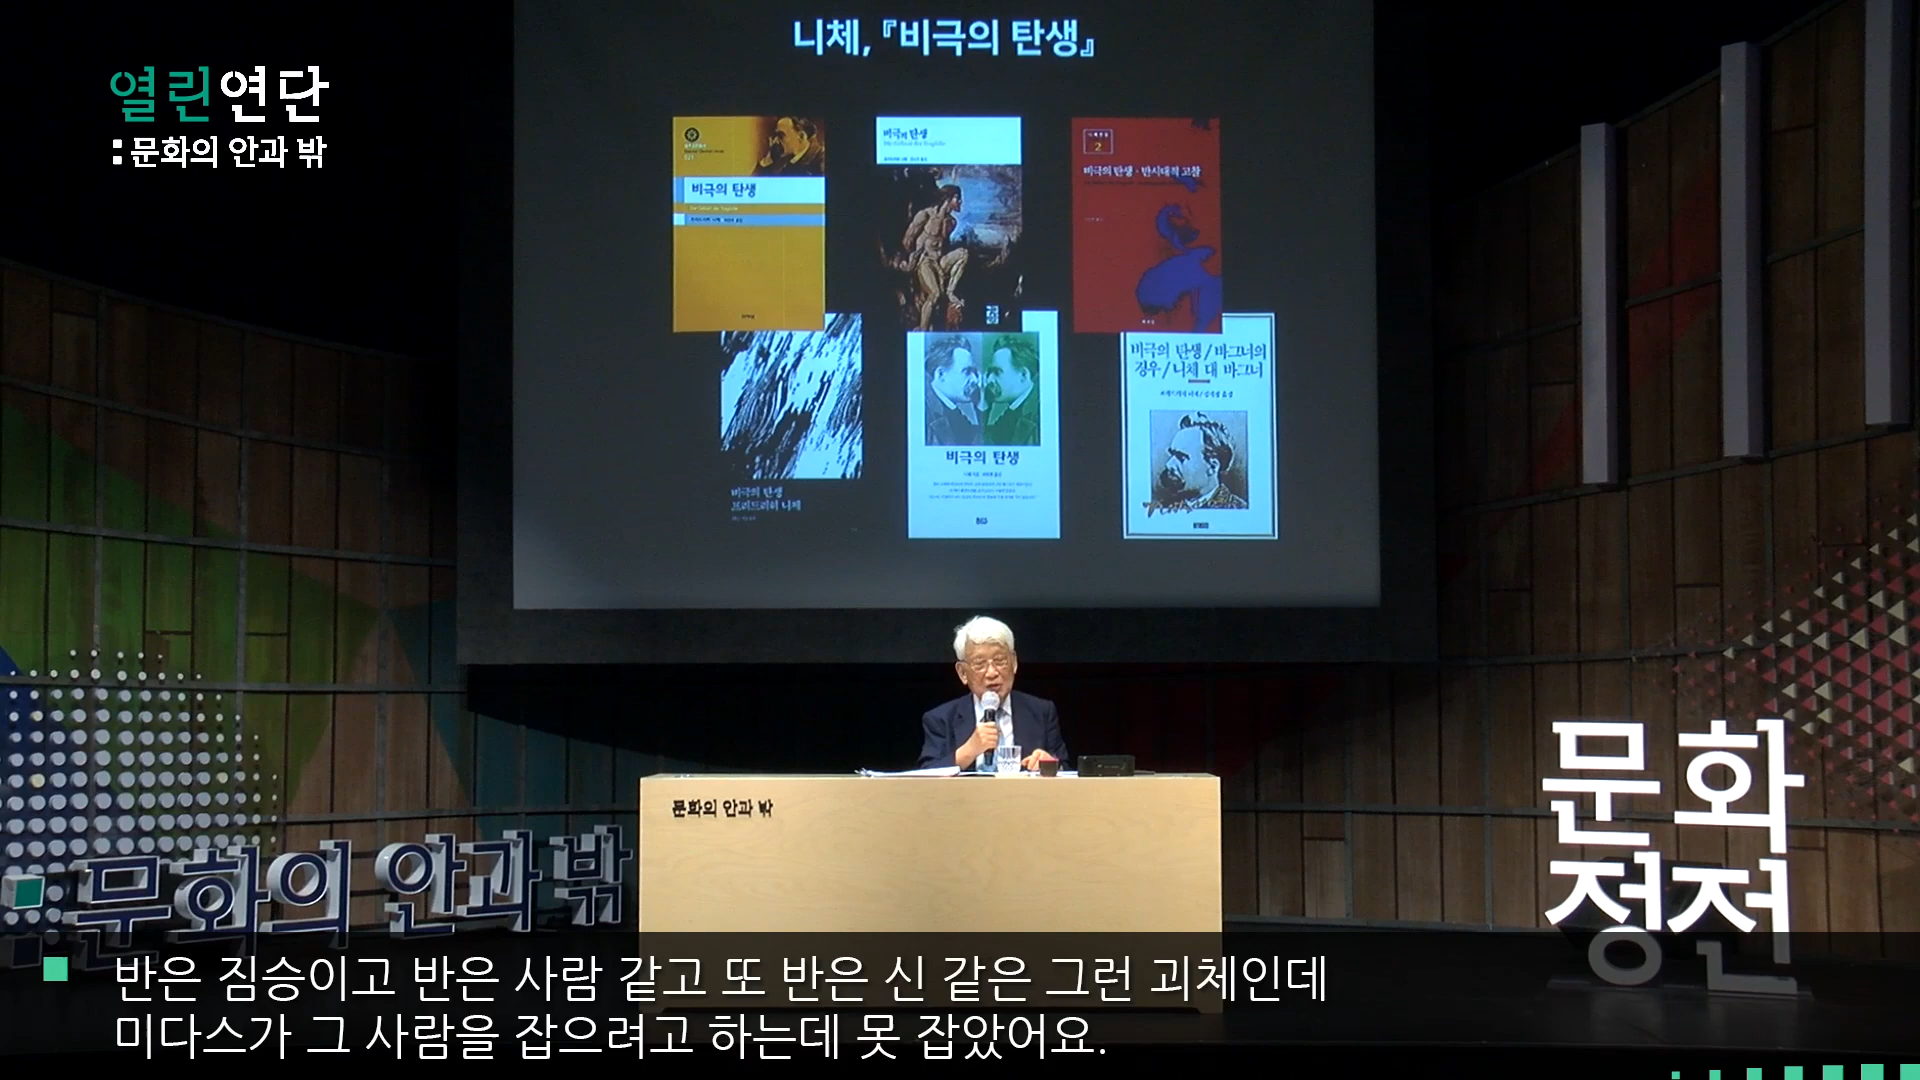 니체, 『비극의 탄생』
열린연단
:문화의 안과 밖
비극의 탄생
비극의 탄생
2
비극의 탄생·반시대적 고찰
비극의 탄생
프리드리히 니체
비극의 탄생
비극의 탄생/바그너의
경우/니체 대 바그너
문화의 안과 밖
문화의 안과 밖
문화
정전
반은 짐승이고 반은 사람 같고 또 반은 신 같은 그런 괴체인데
미다스가 그 사람을 잡으려고 하는데 못 잡았어요.